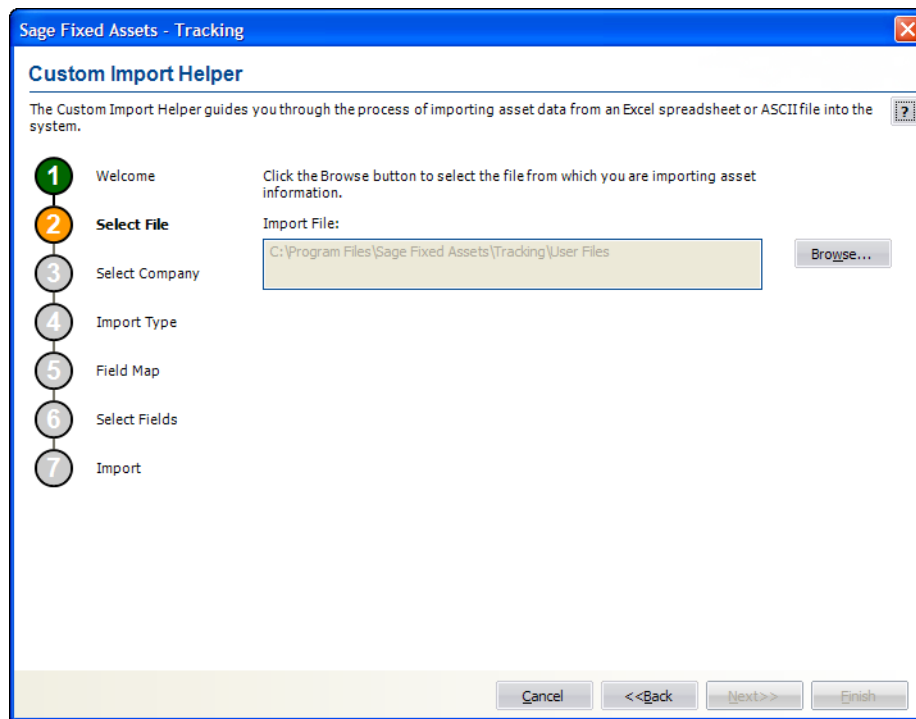 Sage Fixed Assets - Tracking
Custom Import Helper
The Custom Import Helper guides you through the process of importing asset data from an Excel spreadsheet or ASCII file into the
system.
?
1
Welcome
Click the Browse button to select the file from which you are importing asset
information.
2
Select File
Import File:
C:\Program Files\Sage Fixed Assets\Tracking\User Files
Browse...
3
Select Company
4
Import Type
5
Field Map
6
Select Fields
7
Import
Cancel
<<Back
Next>>
Finish